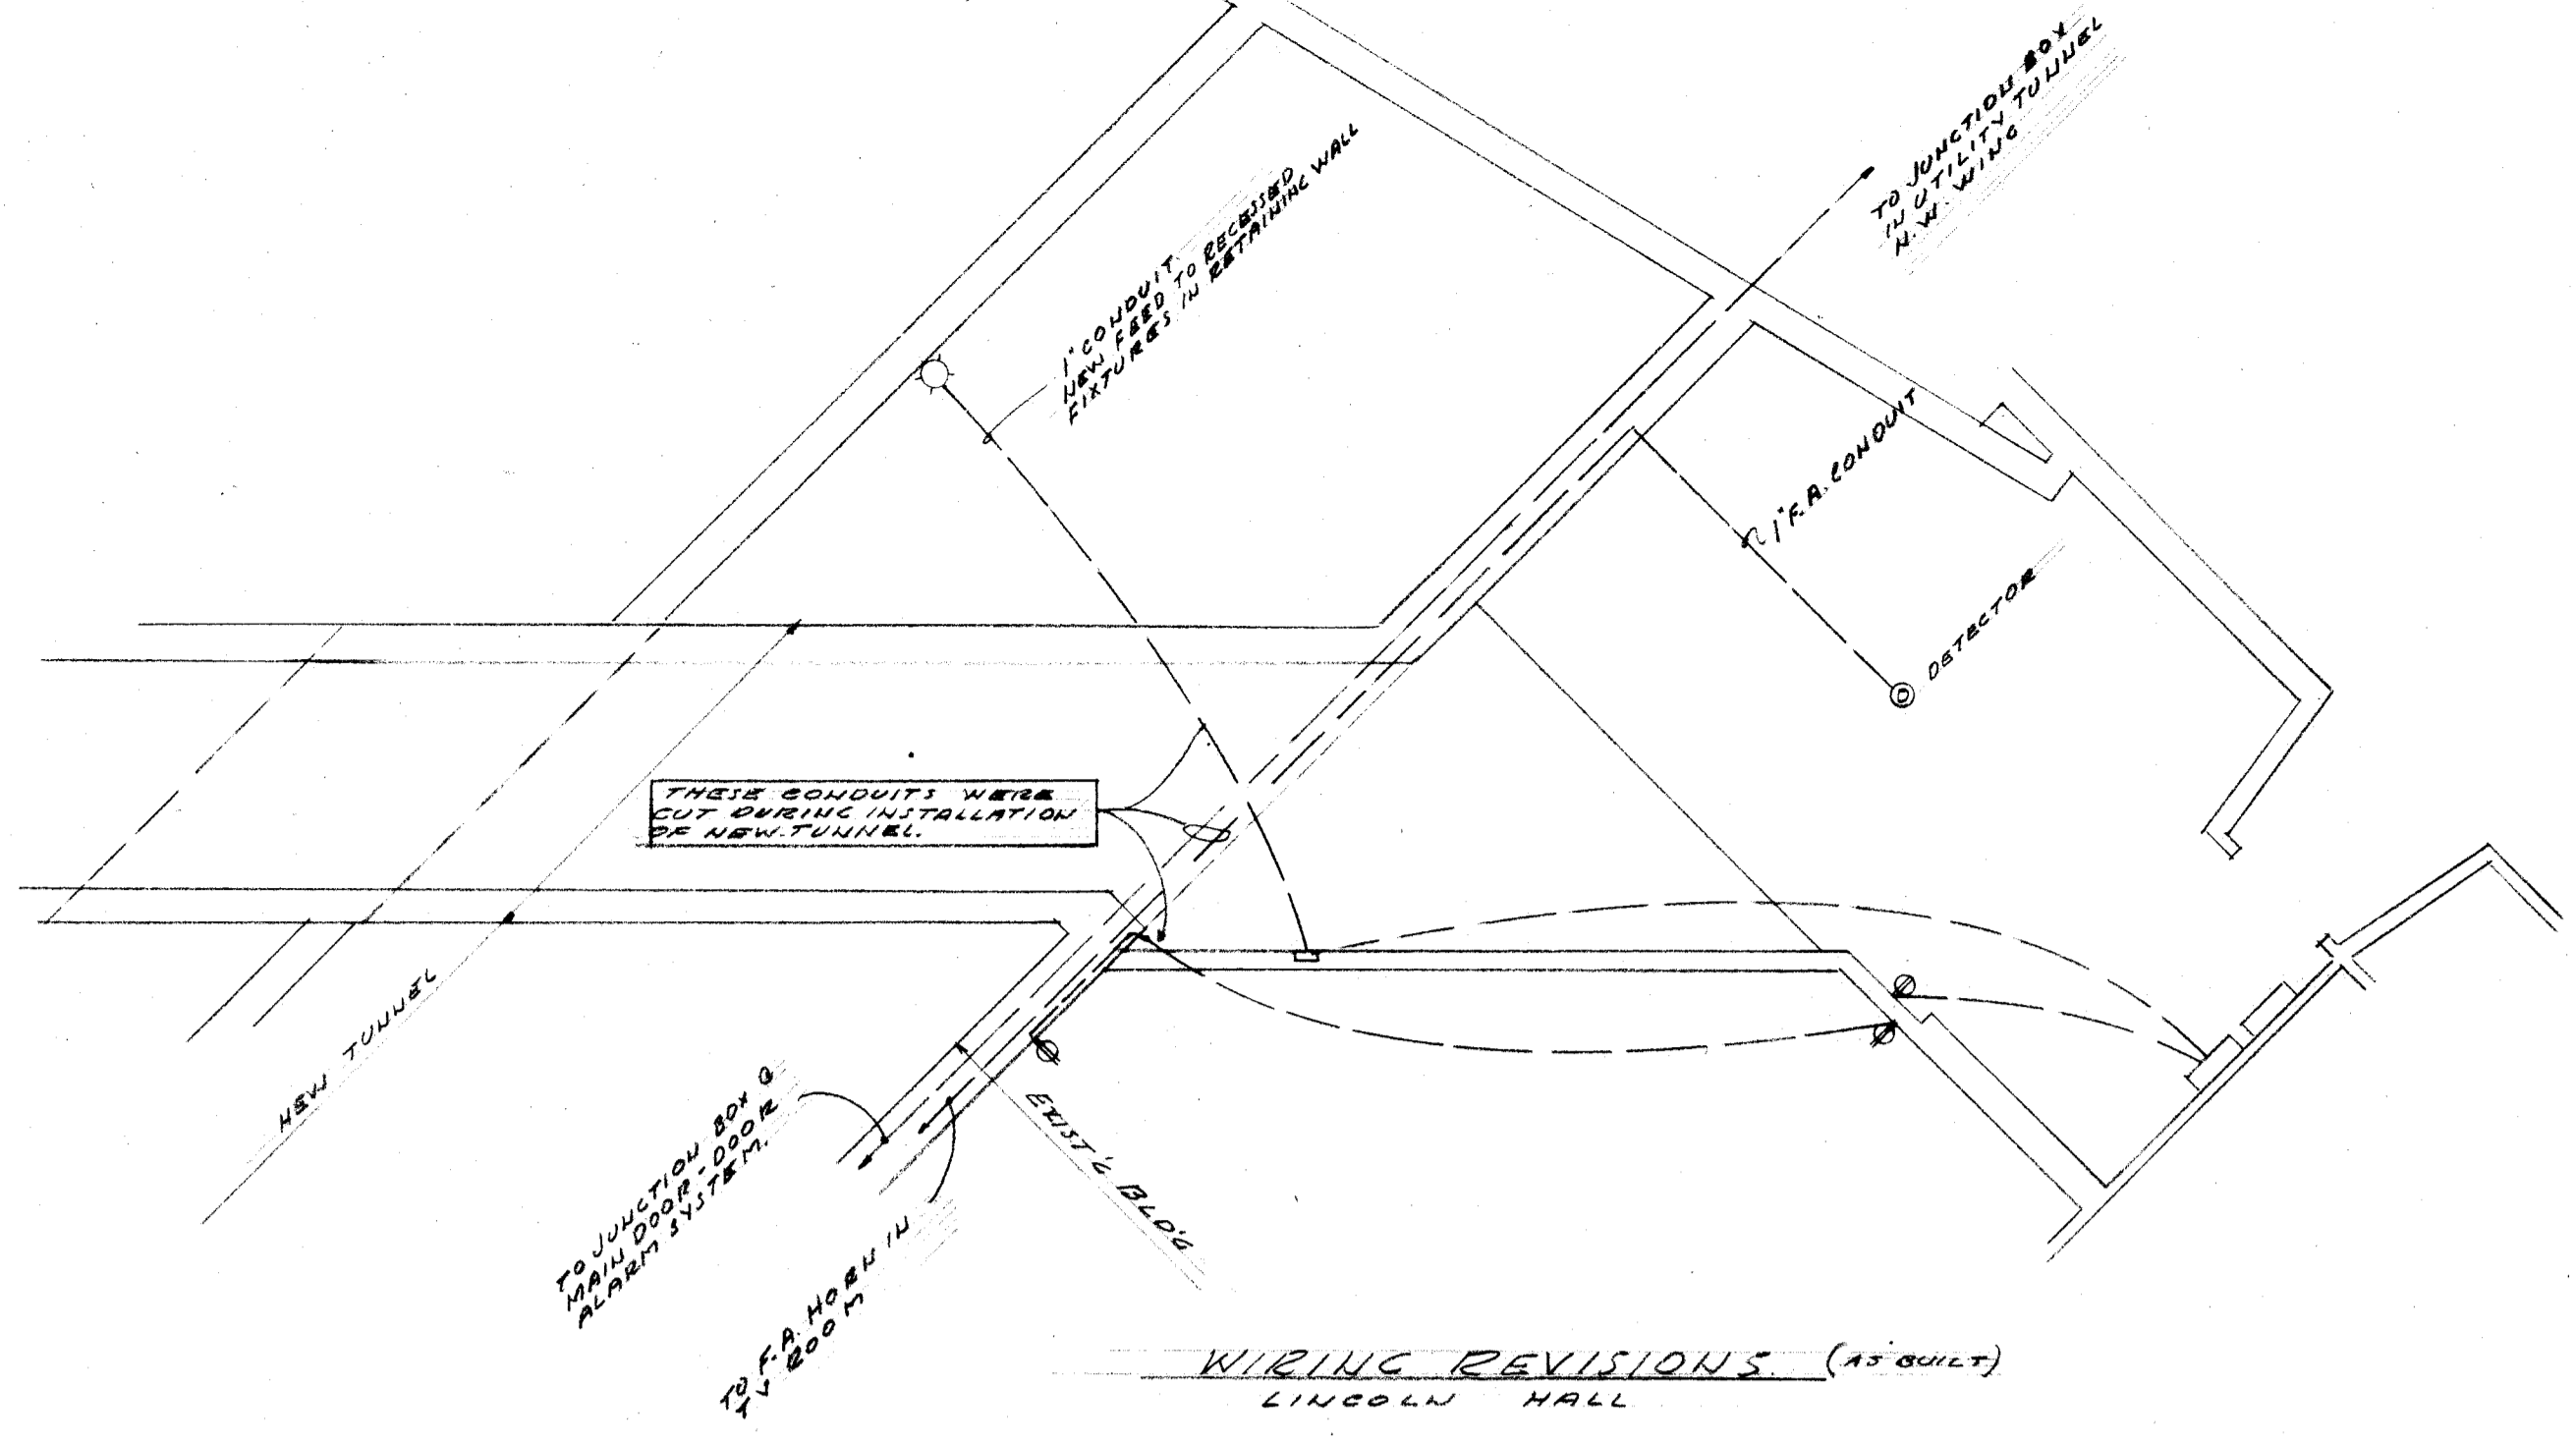 TO JUNCTION BOX
IN UTILITY TUNNEL
N.W. WING
1" CONDUIT
NEW FEED TO RECESSED
FIXTURES IN RETAINING WALL
1" F.A. CONDUIT
DETECTOR
THESE CONDUITS WERE
CUT DURING INSTALLATION
OF NEW TUNNEL.
NEW TUNNEL
TO JUNCTION BOX @
MAIN DOOR - DOOR
ALARM SYSTEM.
TO F.A. HORN IN
TV ROOM
EXIST'G BLD'G
WIRING REVISIONS (AS BUILT)
LINCOLN HALL